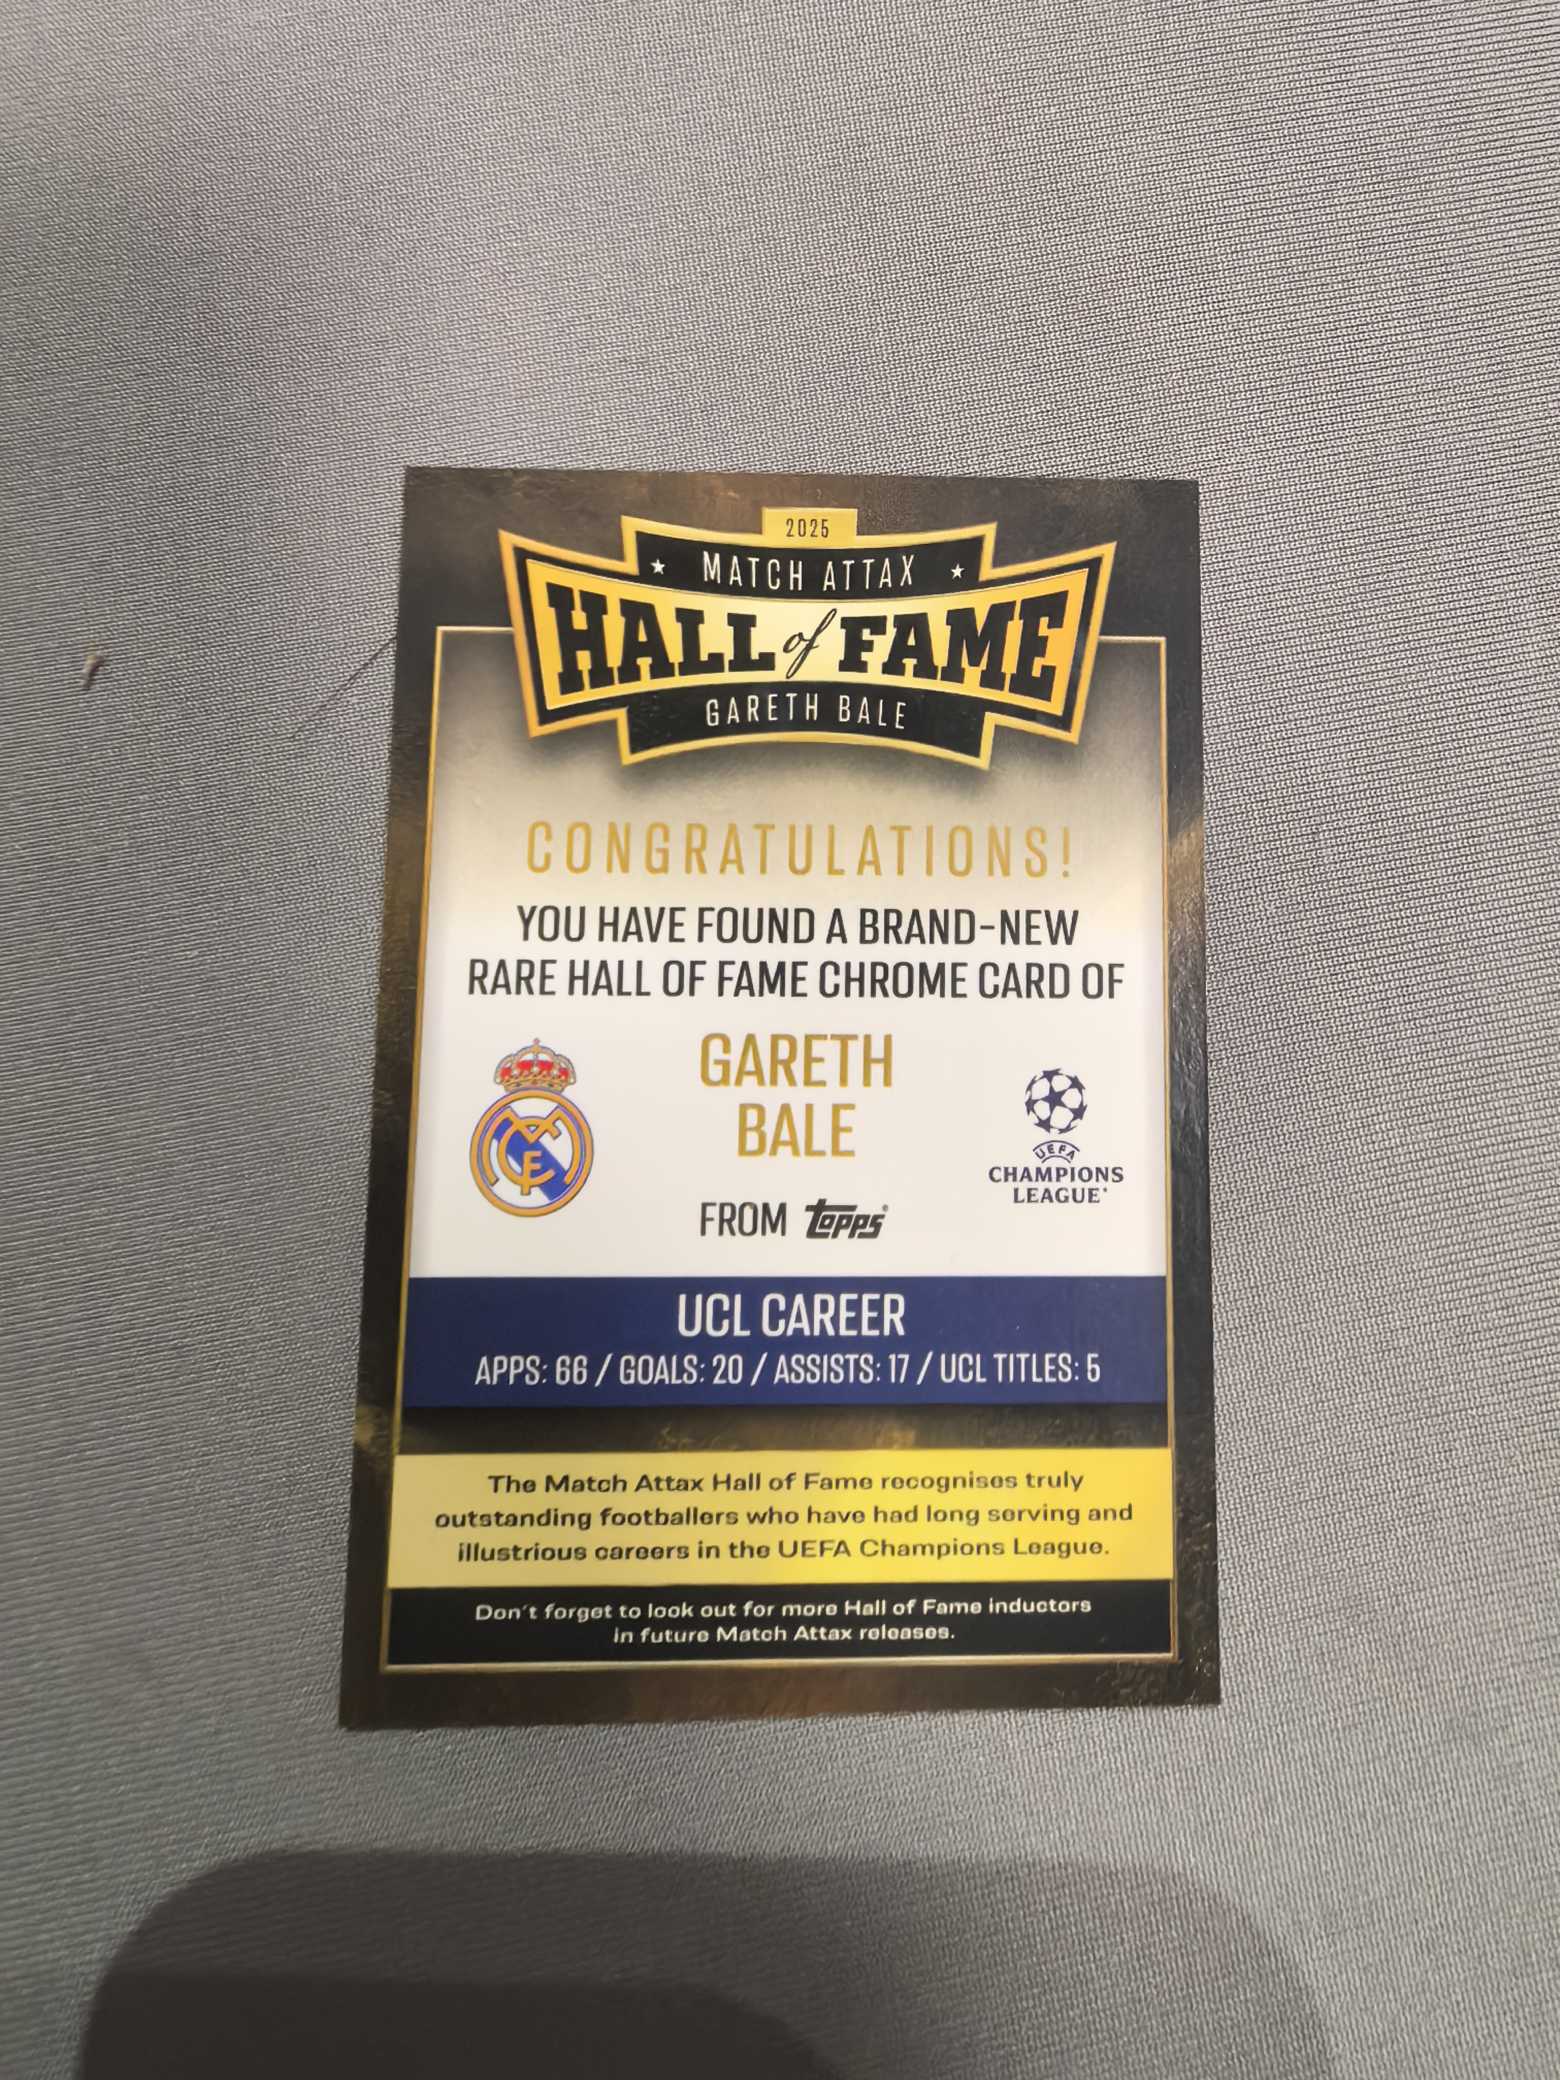 2025
MATCH ATTAX
HALL of FAME
GARETH BALE
CONGRATULATIONS!
YOU HAVE FOUND A BRAND-NEW
RARE HALL OF FAME CHROME CARD OF
GARETH
BALE
FROM topps
UEFA
CHAMPIONS
LEAGUE
UCL CAREER
APPS: 66 / GOALS: 20 / ASSISTS: 17 / UCL TITLES: 5
The Match Attax Hall of Fame recognises truly
outstanding footballers who have had long serving and
illustrious careers in the UEFA Champions League.
Don't forget to look out for more Hall of Fame inductors
in future Match Attax releases.